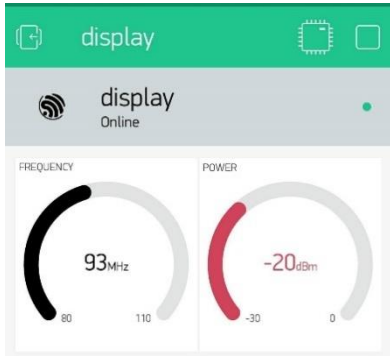 display
display
Online
FREQUENCY POWER
93MHz -20dBm
80 110 -30 0